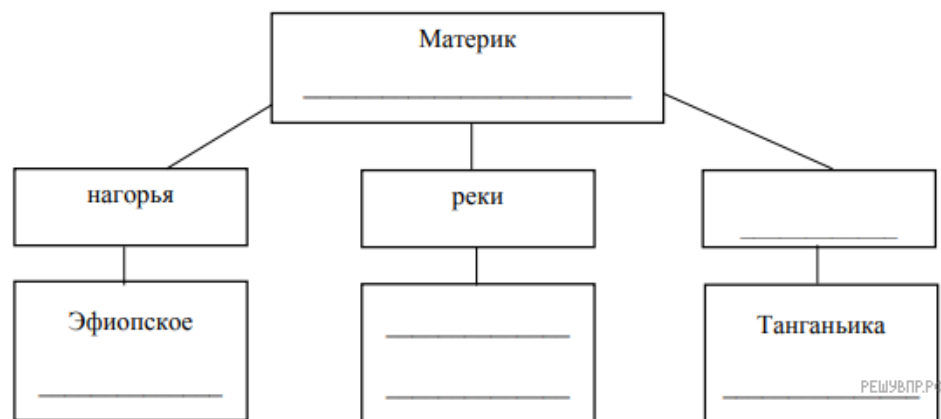 Материк
нагорья
реки
Эфиопское
Танганьика
РЕШУВПР.РФ